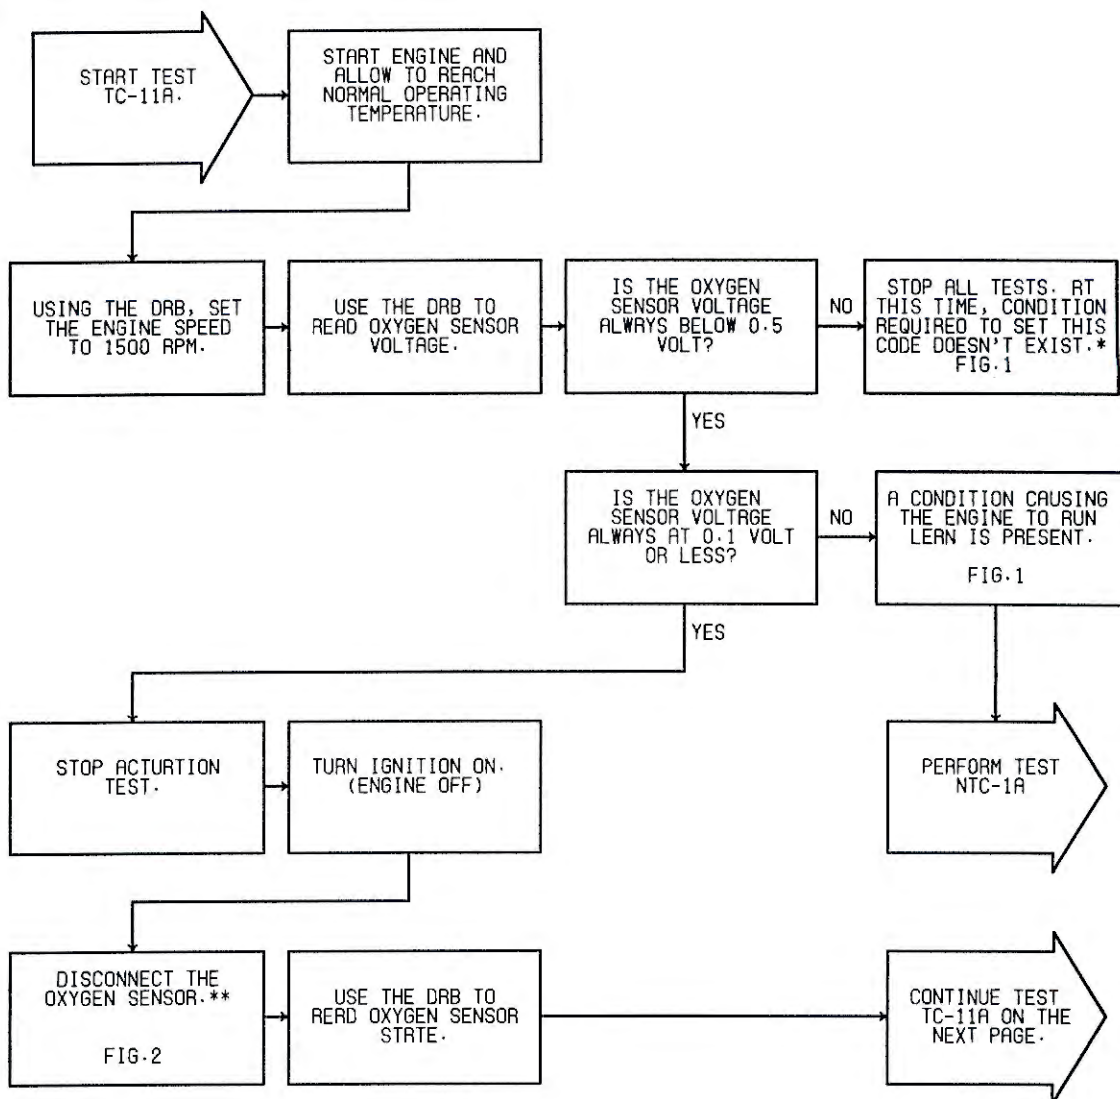 START TEST
TC-11A.
START ENGINE AND
ALLOW TO REACH
NORMAL OPERATING
TEMPERATURE.
USING THE DRB, SET
THE ENGINE SPEED
TO 1500 RPM.
USE THE DRB TO
READ OXYGEN SENSOR
VOLTAGE.
IS THE OXYGEN
SENSOR VOLTAGE
ALWAYS BELOW 0.5
VOLT?
NO
STOP ALL TESTS. RT
THIS TIME, CONDITION
REQUIRED TO SET THIS
CODE DOESN'T EXIST.*
FIG.1
YES
IS THE OXYGEN
SENSOR VOLTRGE
ALWAYS AT 0.1 VOLT
OR LESS?
NO
A CONDITION CAUSING
THE ENGINE TO RUN
LERN IS PRESENT.
FIG.1
YES
STOP ACTURTION
TEST.
TURN IGNITION ON.
(ENGINE OFF)
PERFORM TEST
NTC-1A
DISCONNECT THE
OXYGEN SENSOR.**
FIG.2
USE THE DRB TO
RERD OXYGEN SENSOR
STRTE.
CONTINUE TEST
TC-11A ON THE
NEXT PAGE.